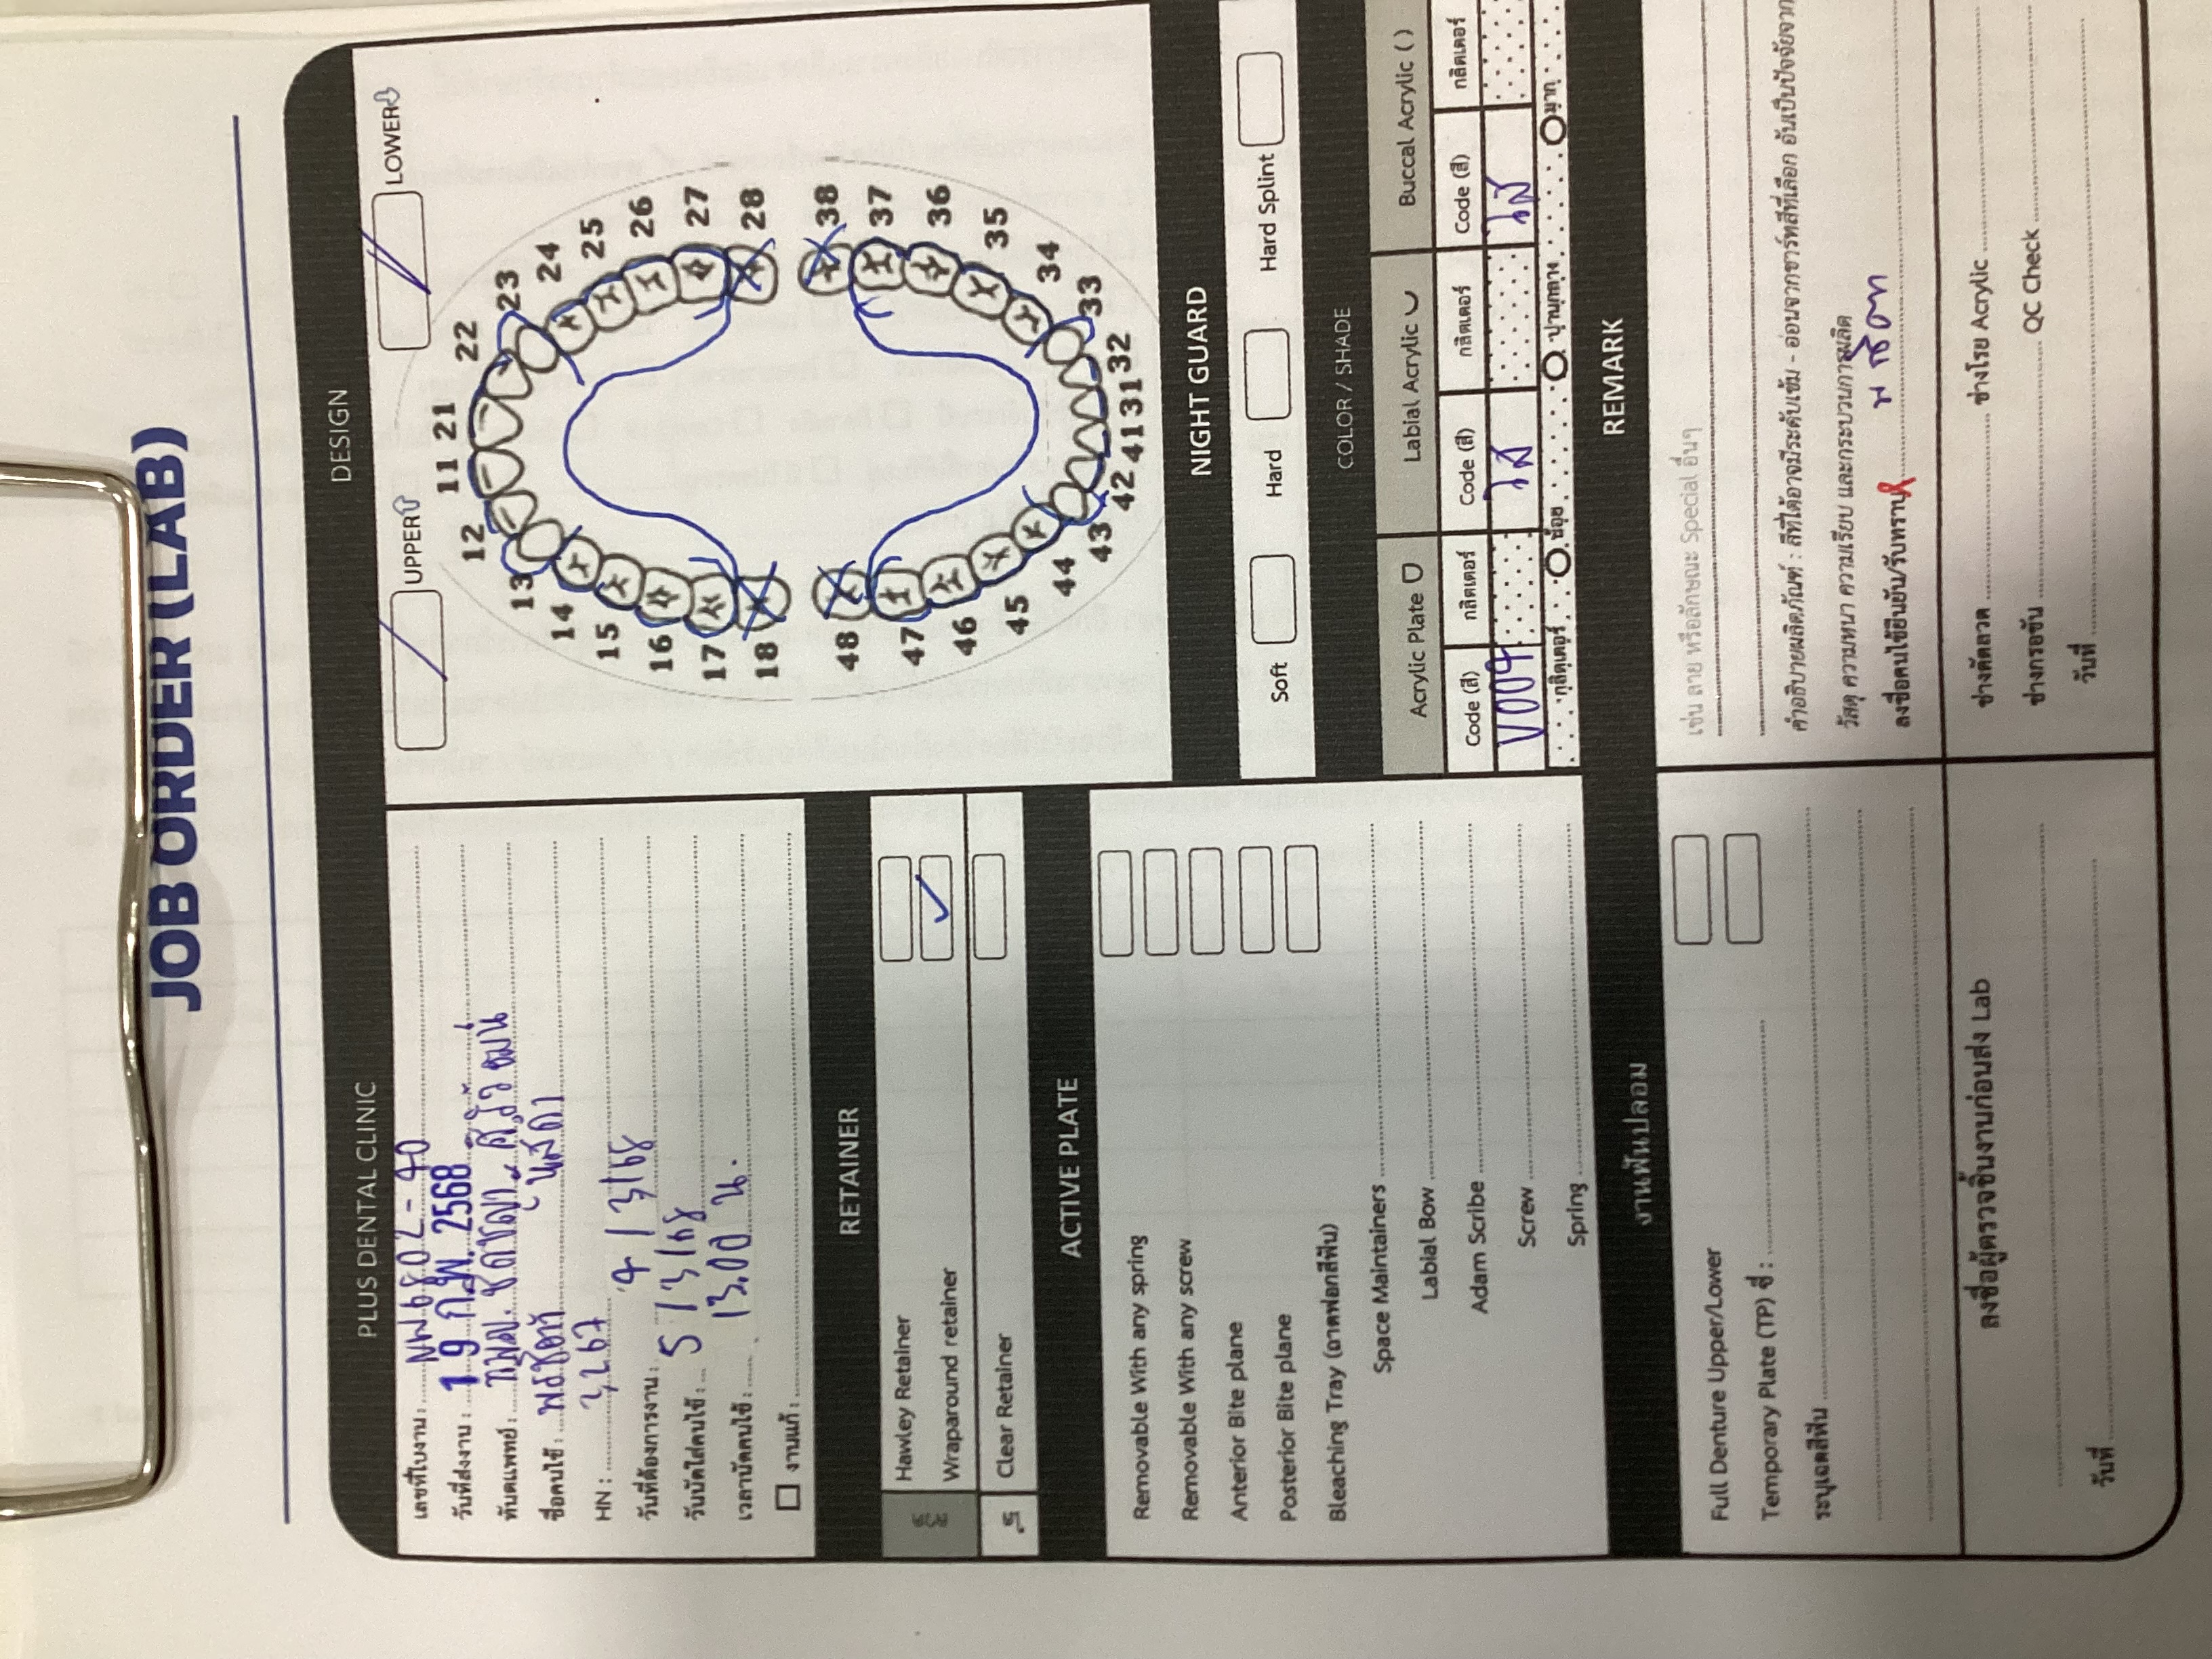 JOB ORDER (LAB)
PLUS DENTAL CLINIC
เลขที่ใบงาน : NW6802-40
วันที่ส่งงาน : 19 ก.พ. 2568
ทันตแพทย์ : ทพญ. ชิดชญา ศิริวัฒน์
ชื่อคนไข้ :
HN : 3267
วันที่ต้องการงาน : 4/3/68
วันนัดใส่คนไข้ : 5/3/68
เวลานัดคนไข้ : 13.00 น.
งานแก้ :
DESIGN
UPPER
LOWER
11 21
12 22
13 23
14 24
15 25
16 26
17 27
18 28
48 38
47 37
46 36
45 35
44 34
43 33
42 41 31 32
RETAINER
ลวด
Hawley Retainer
Wraparound retainer
ใส
Clear Retainer
ACTIVE PLATE
Removable With any spring
Removable With any screw
Anterior Bite plane
Posterior Bite plane
Bleaching Tray (ถาดฟอกสีฟัน)
Space Maintainers
Labial Bow
Adam Scribe
Screw
Spring
NIGHT GUARD
Soft Hard Hard Splint
COLOR / SHADE
Acrylic Plate Labial Acrylic Buccal Acrylic ( )
Code (สี) กลิตเตอร์ Code (สี) กลิตเตอร์ Code (สี) กลิตเตอร์
V004 ใส ใส
กลิตเตอร์ น้อย ปานกลาง มาก
งานฟันปลอม
Full Denture Upper/Lower
Temporary Plate (TP) ซี่ :
ระบุเฉดสีฟัน
REMARK
เช่น ลาย หรือลักษณะ Special อื่นๆ
คำอธิบายผลิตภัณฑ์ : สีที่ได้อาจมีระดับเข้ม - อ่อนจากชาร์ทสีที่เลือก อันเป็นปัจจัยจาก
วัสดุ ความหนา ความเรียบ และกระบวนการผลิต
ลงชื่อคนไข้ยืนยัน/รับทราบ
ลงชื่อผู้ตรวจชิ้นงานก่อนส่ง Lab
วันที่
ช่างดัดลวด ช่างโรย Acrylic
ช่างกรอขัน QC Check
วันที่